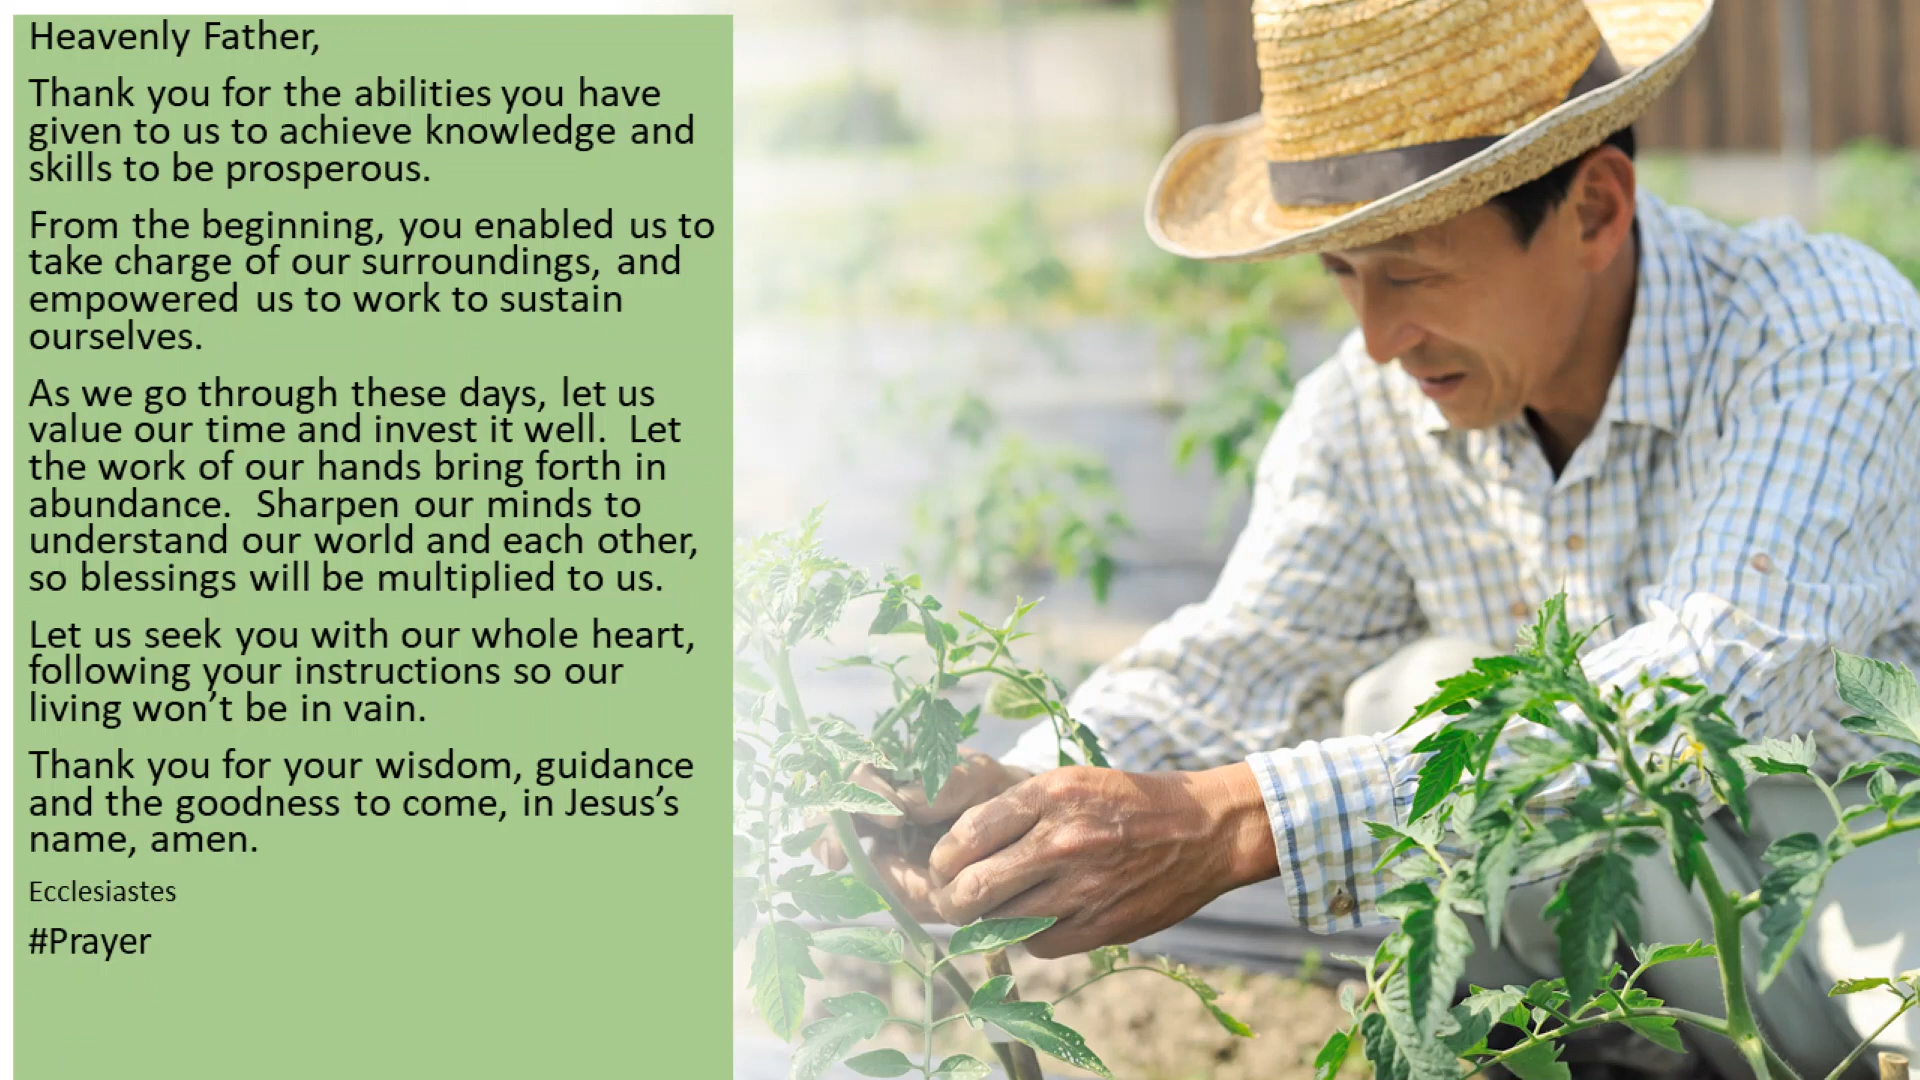 Heavenly Father,
Thank you for the abilities you have
given to us to achieve knowledge and
skills to be prosperous.
From the beginning, you enabled us to
take charge of our surroundings, and
empowered us to work to sustain
ourselves.
As we go through these days, let us
value our time and invest it well.  Let
the work of our hands bring forth in
abundance.  Sharpen our minds to
understand our world and each other,
so blessings will be multiplied to us.
Let us seek you with our whole heart,
following your instructions so our
living won’t be in vain.
Thank you for your wisdom, guidance
and the goodness to come, in Jesus’s
name, amen.
Ecclesiastes
#Prayer